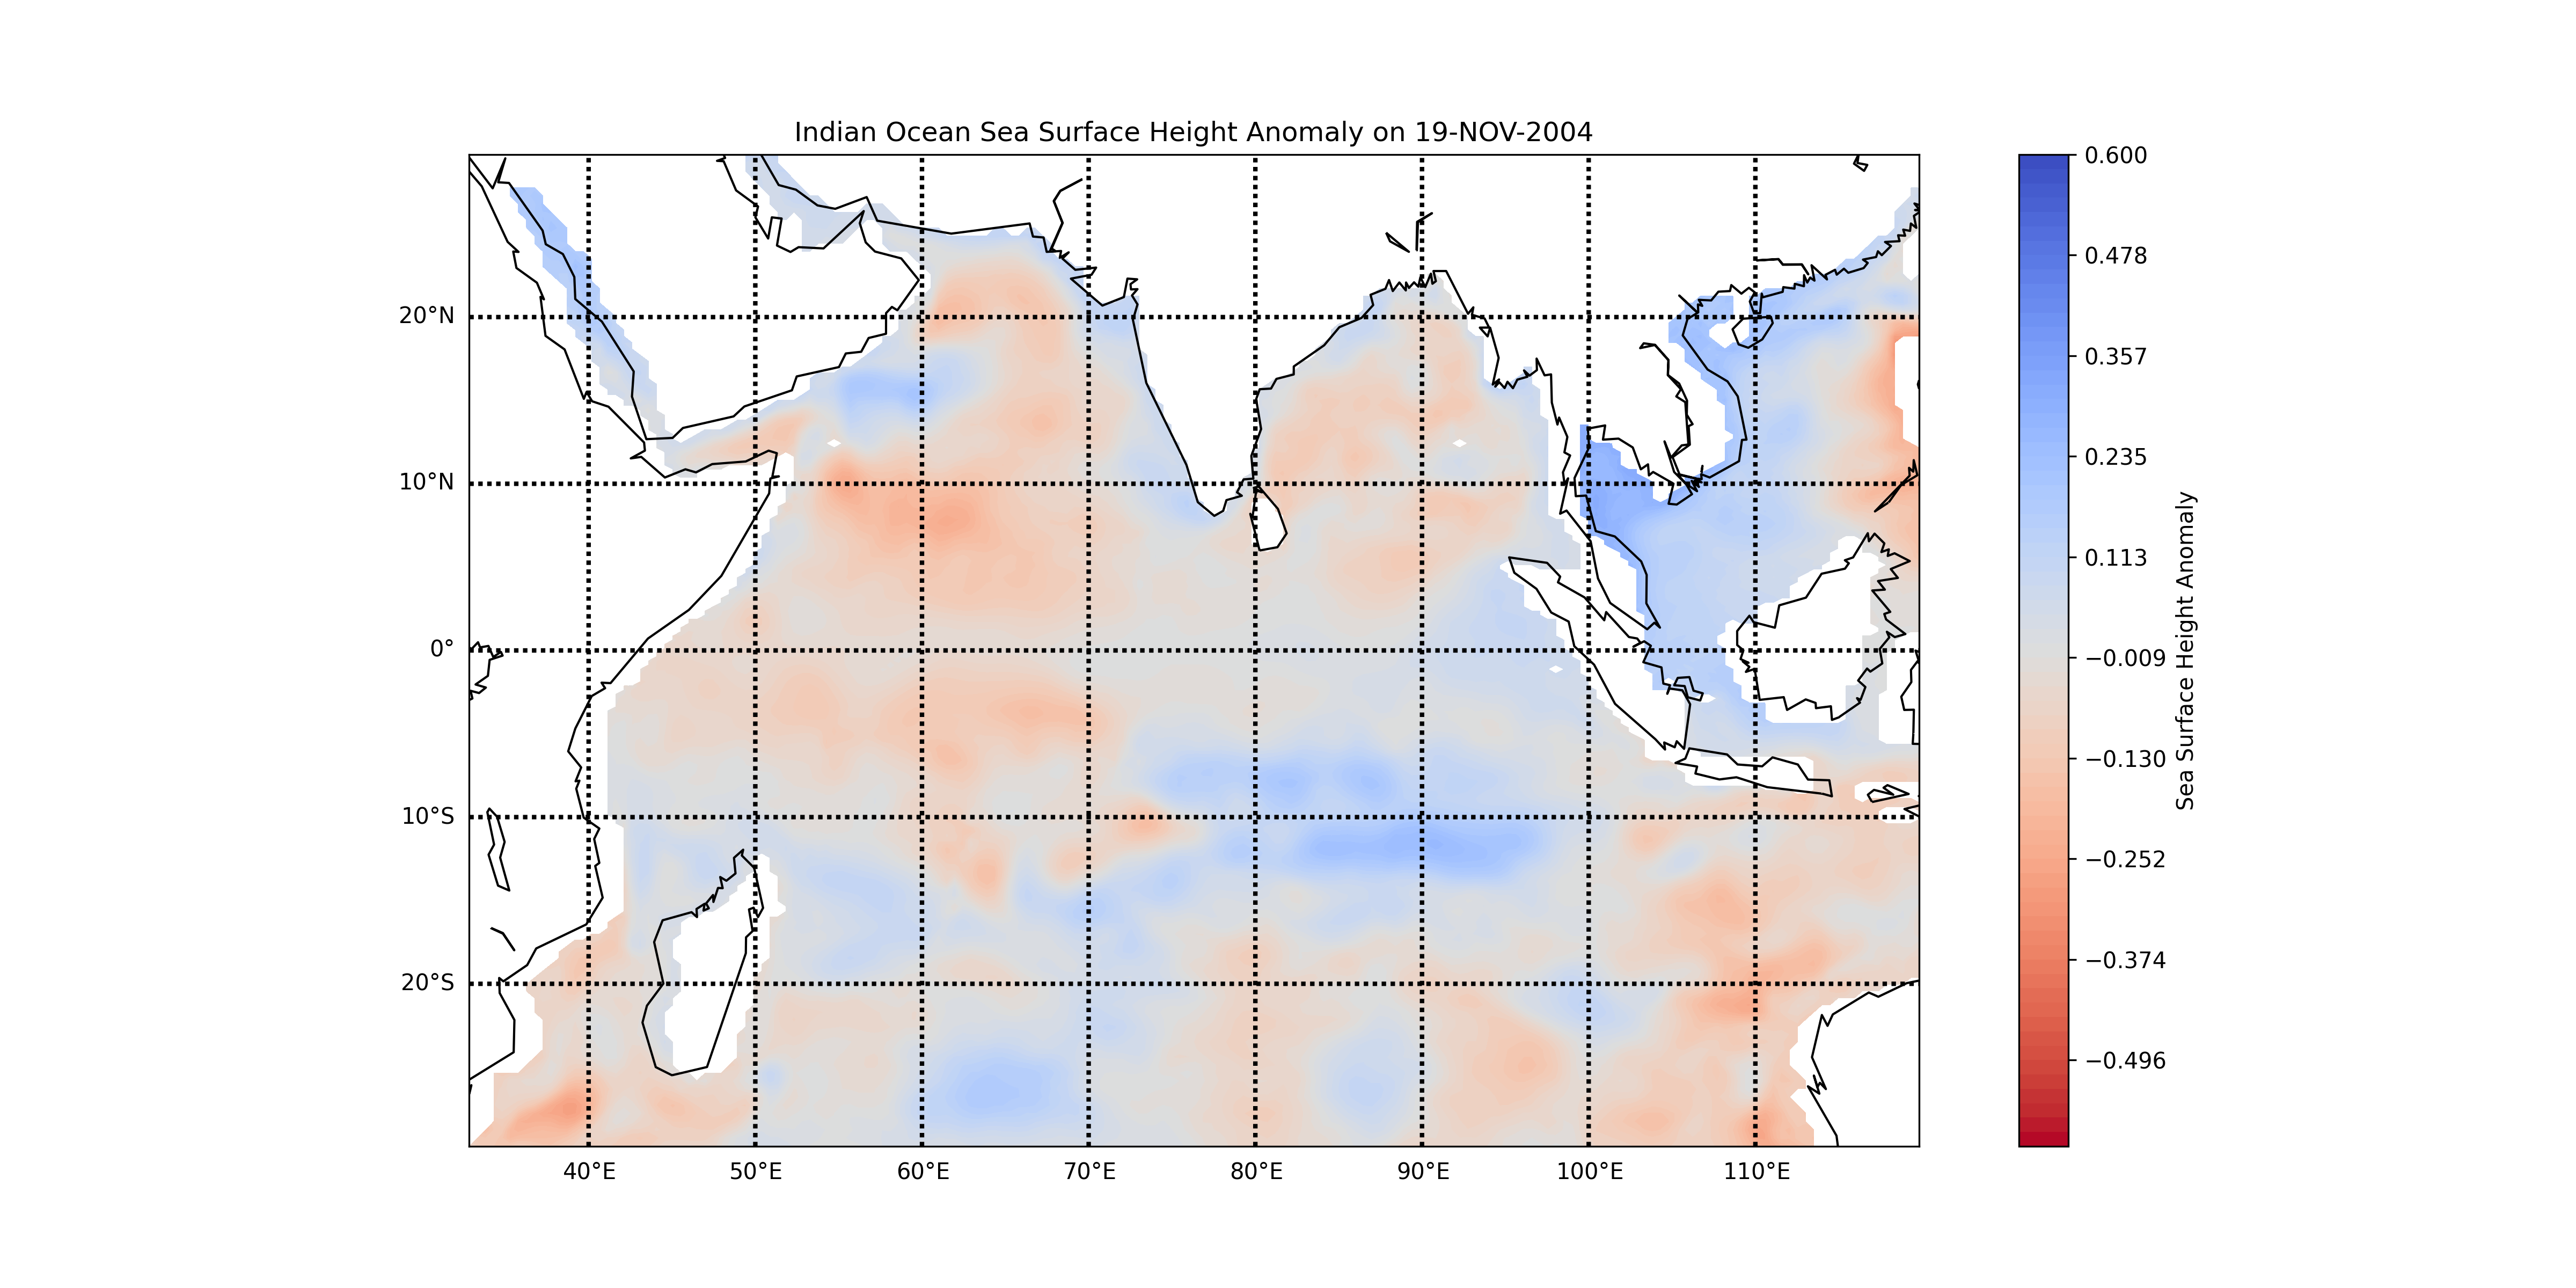 Indian Ocean Sea Surface Height Anomaly on 19-NOV-2004
20°N
10°N
0°
10°S
20°S
40°E
50°E
60°E
70°E
80°E
90°E
100°E
110°E
0.600
0.478
0.357
0.235
0.113
−0.009
−0.130
−0.252
−0.374
−0.496
Sea Surface Height Anomaly